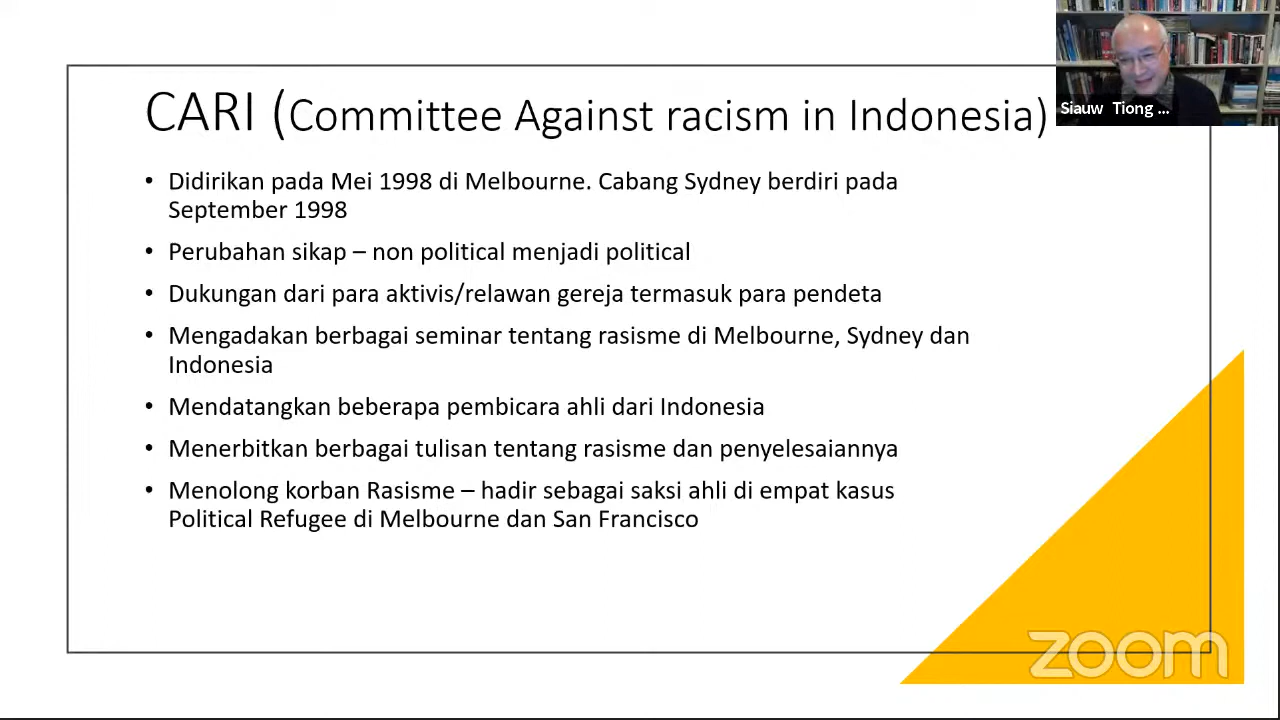 CARI (Committee Against racism in Indonesia)
Siauw Tiong ...
• Didirikan pada Mei 1998 di Melbourne. Cabang Sydney berdiri pada
September 1998
• Perubahan sikap – non political menjadi political
• Dukungan dari para aktivis/relawan gereja termasuk para pendeta
• Mengadakan berbagai seminar tentang rasisme di Melbourne, Sydney dan
Indonesia
• Mendatangkan beberapa pembicara ahli dari Indonesia
• Menerbitkan berbagai tulisan tentang rasisme dan penyelesaiannya
• Menolong korban Rasisme – hadir sebagai saksi ahli di empat kasus
Political Refugee di Melbourne dan San Francisco
zoom